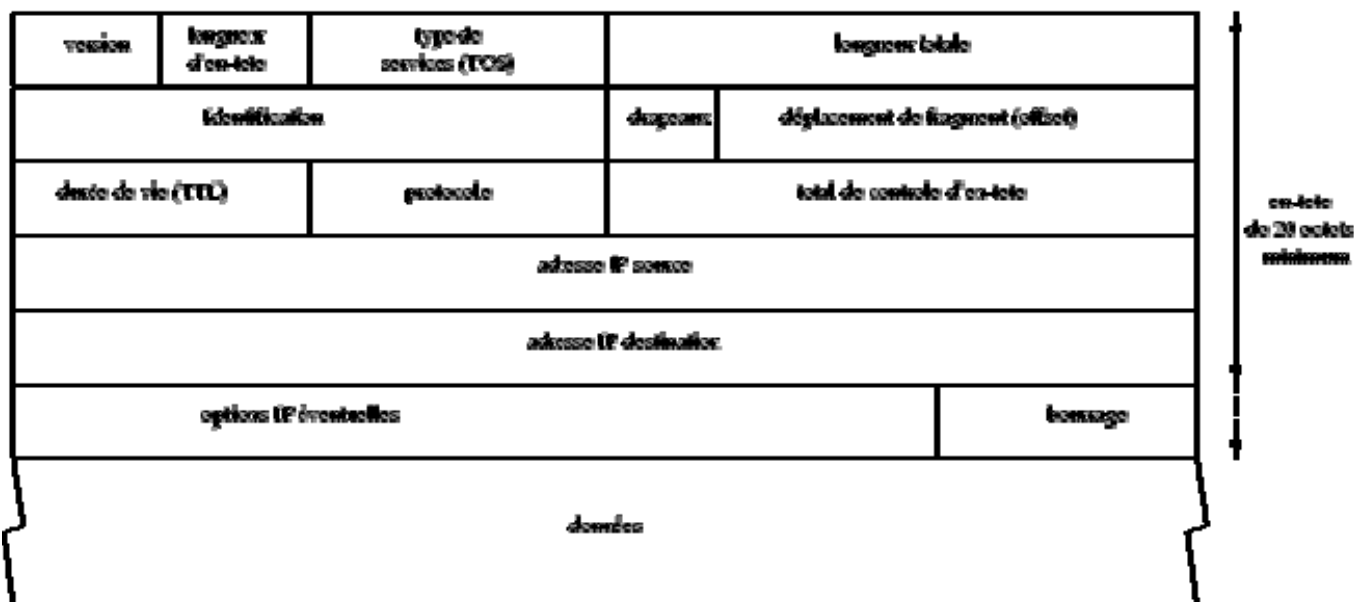 version
longueur
d'en-tete
type de
services (TOS)
longueur totale
identification
drapeaux
déplacement de fragment (offset)
durée de vie (TTL)
protocole
total de controle d'en-tete
adresse IP source
adresse IP destination
options IP éventuelles
bourrage
données
en-tete
de 20 octets
minimum